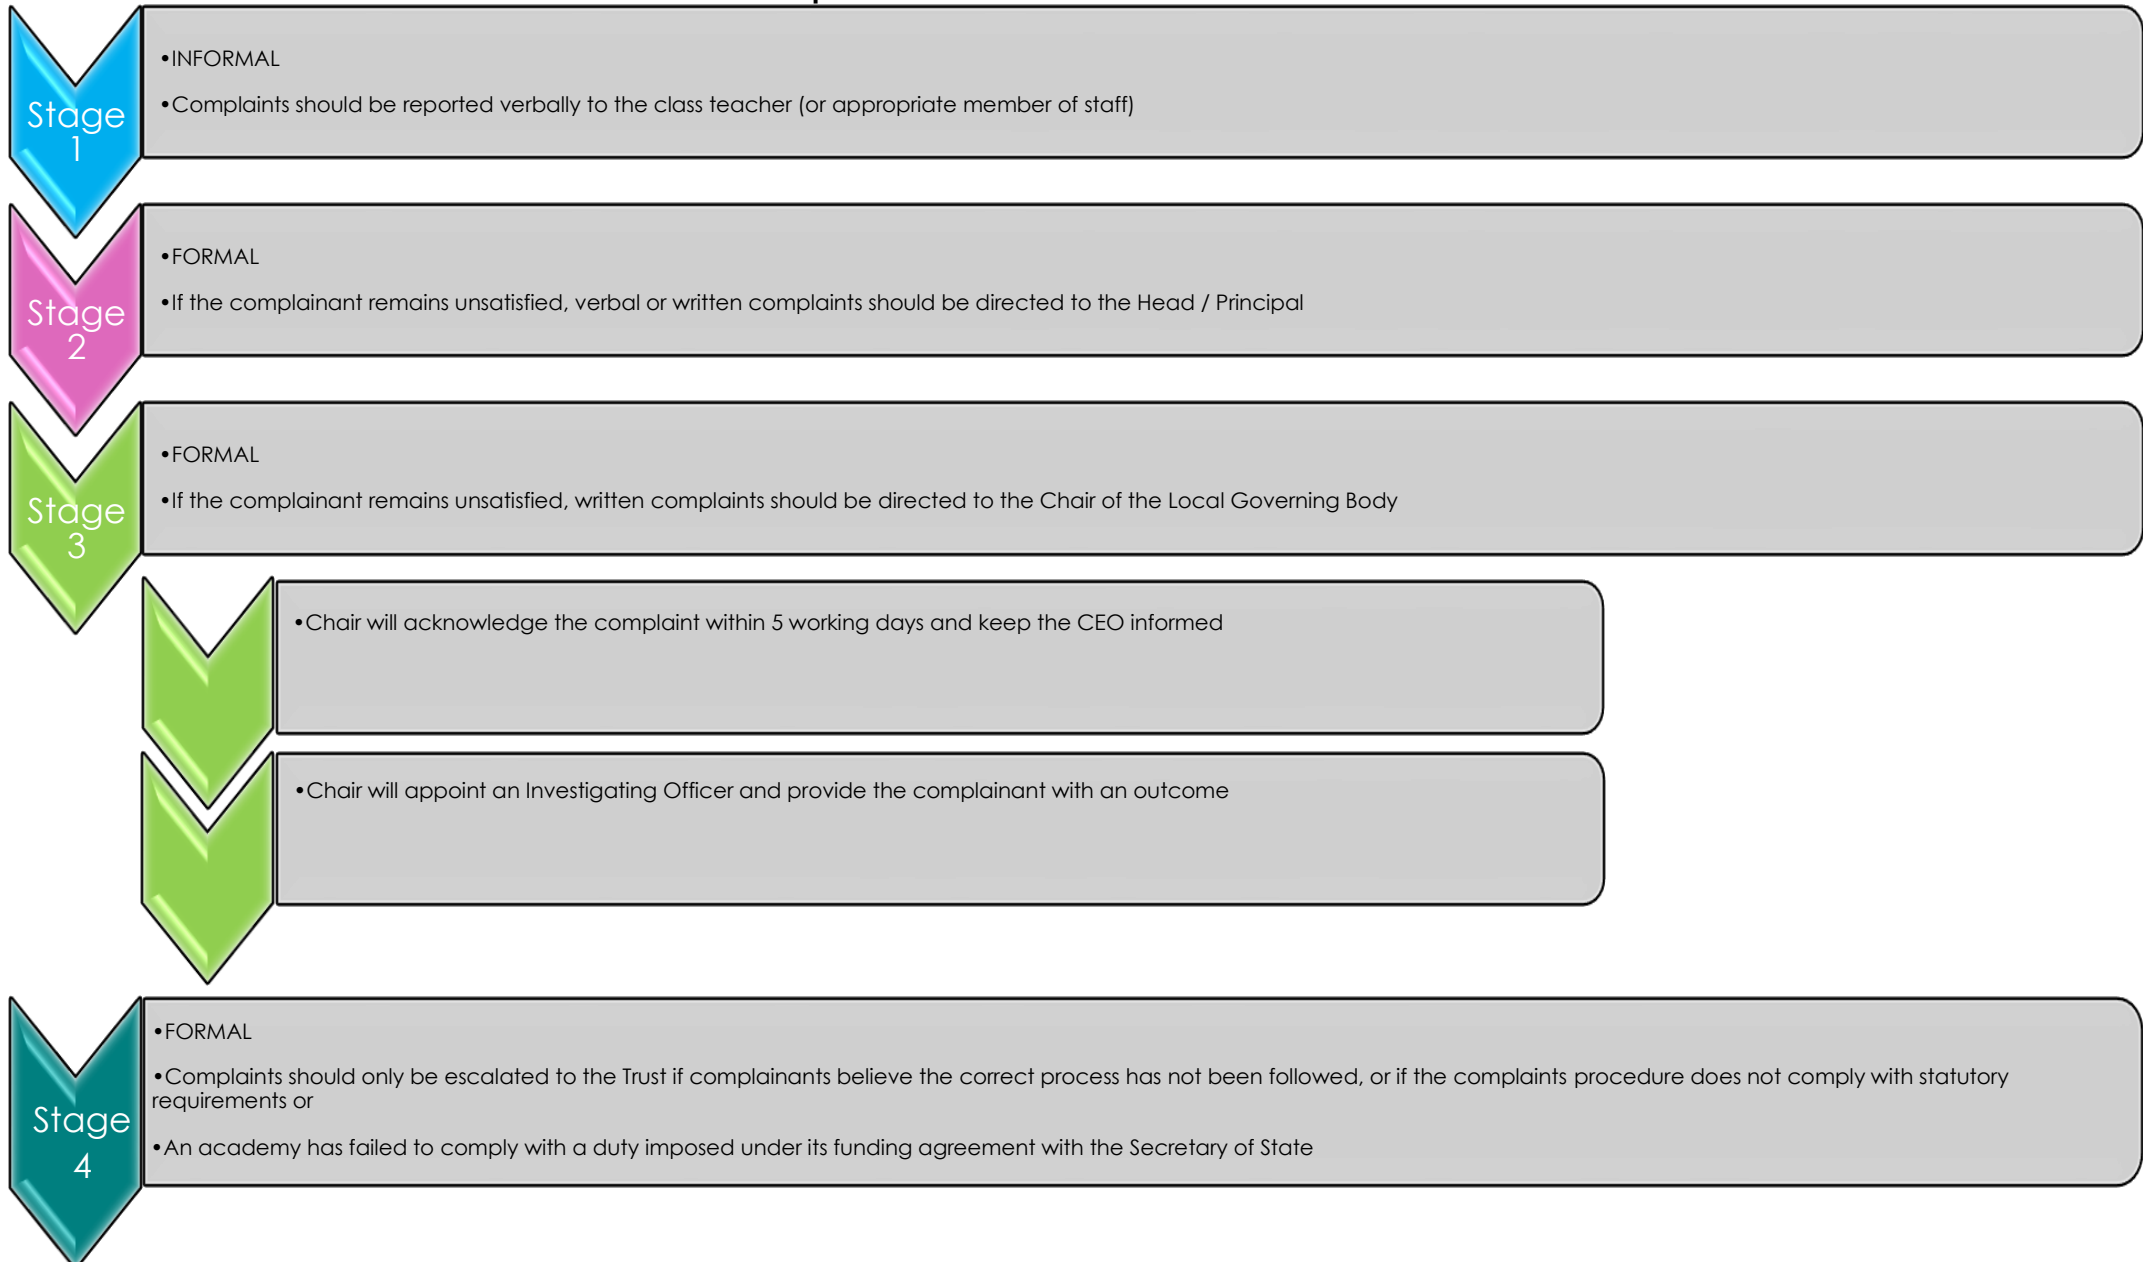 Stage
1
•INFORMAL
•Complaints should be reported verbally to the class teacher (or appropriate member of staff)
Stage
2
•FORMAL
•If the complainant remains unsatisfied, verbal or written complaints should be directed to the Head / Principal
Stage
3
•FORMAL
•If the complainant remains unsatisfied, written complaints should be directed to the Chair of the Local Governing Body
•Chair will acknowledge the complaint within 5 working days and keep the CEO informed
•Chair will appoint an Investigating Officer and provide the complainant with an outcome
Stage
4
•FORMAL
•Complaints should only be escalated to the Trust if complainants believe the correct process has not been followed, or if the complaints procedure does not comply with statutory
requirements or
•An academy has failed to comply with a duty imposed under its funding agreement with the Secretary of State